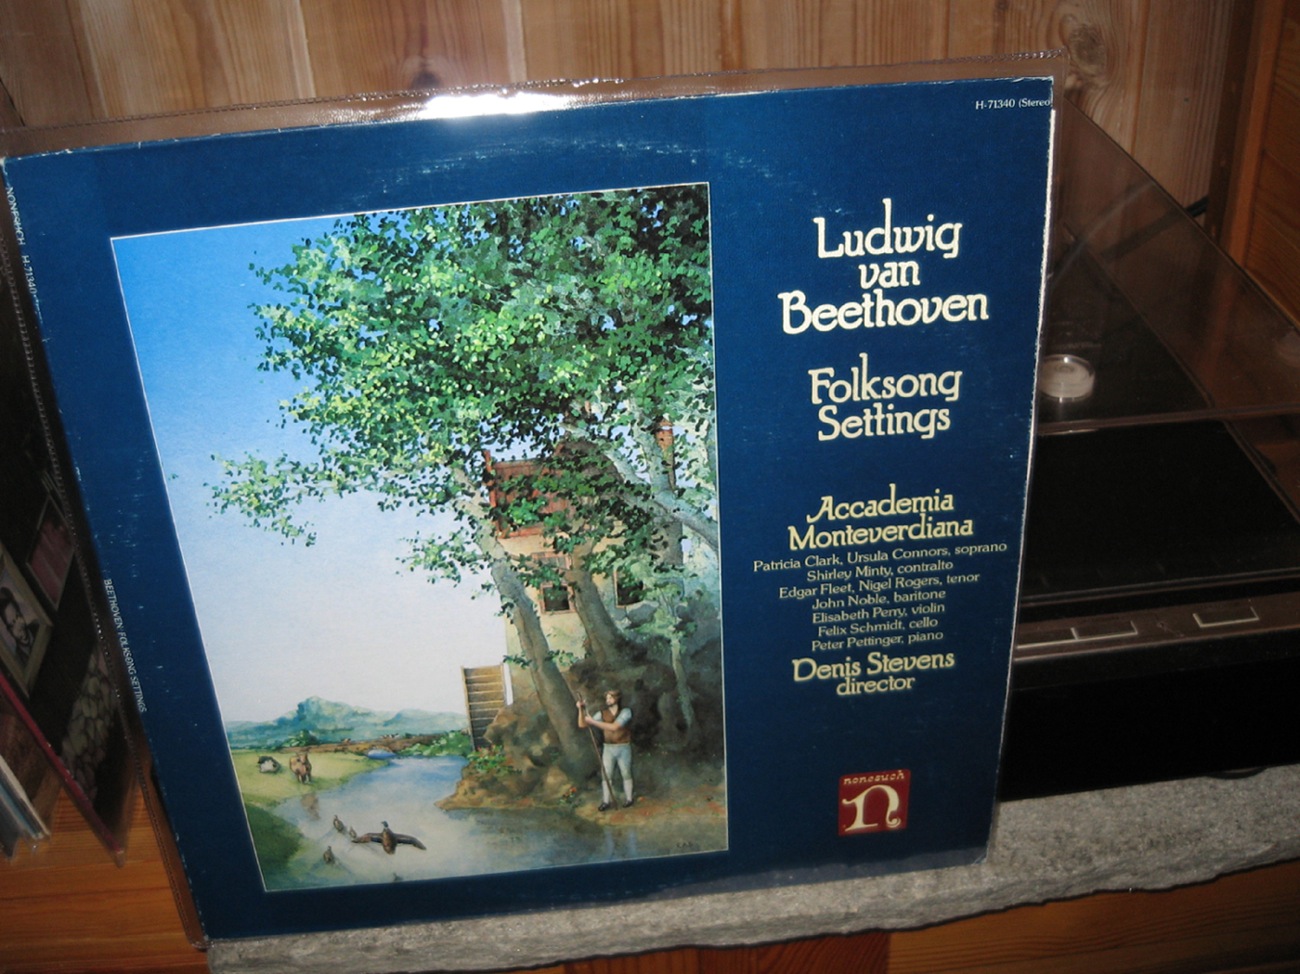 H-71340 (Stereo)
Ludwig
van
Beethoven
Folksong
Settings
Accademia
Monteverdiana
Patricia Clark, Ursula Connors, soprano
Shirley Minty, contralto
Edgar Fleet, Nigel Rogers, tenor
John Noble, baritone
Elisabeth Perry, violin
Felix Schmidt, cello
Peter Pettinger, piano
Denis Stevens
director
nonesuch
n
NONESUCH H-71340
BEETHOVEN: FOLKSONG SETTINGS